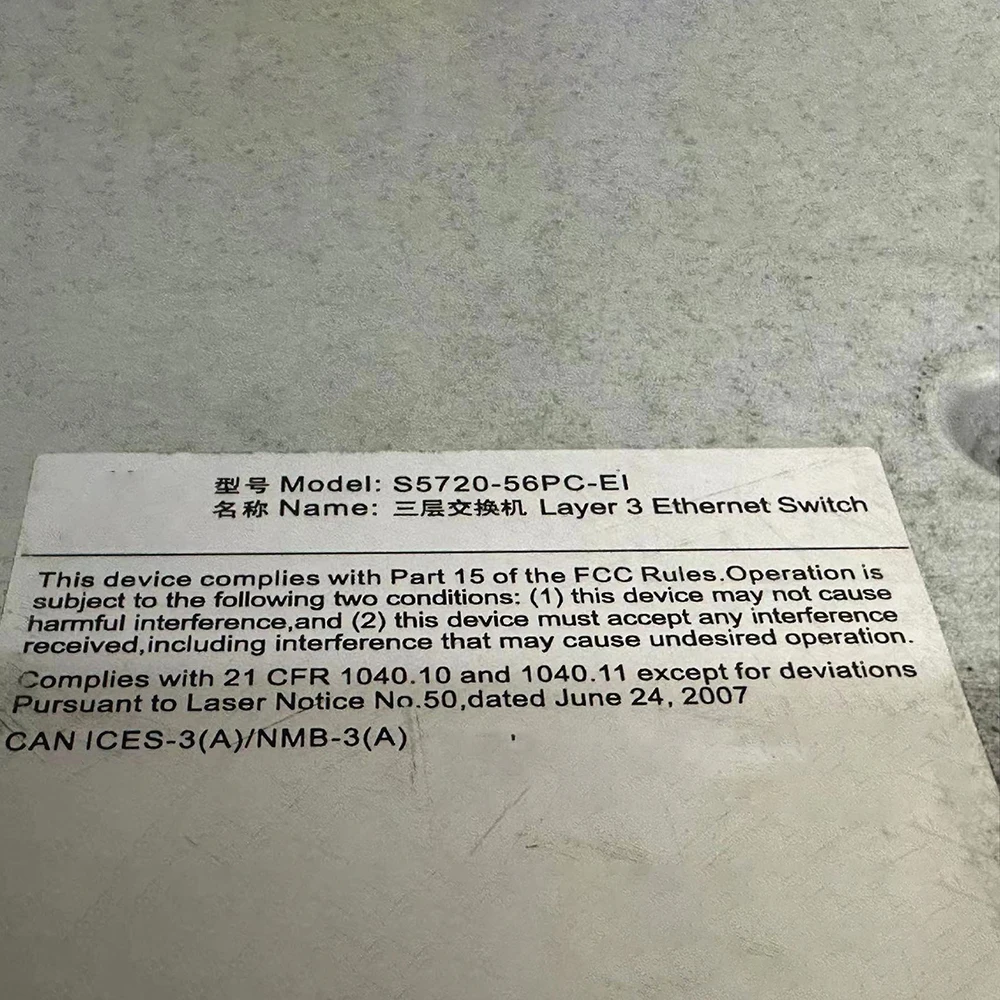 型号 Model: S5720-56PC-EI
名称 Name: 三层交换机 Layer 3 Ethernet Switch
This device complies with Part 15 of the FCC Rules.Operation is
subject to the following two conditions: (1) this device may not cause
harmful interference,and (2) this device must accept any interference
received,including interference that may cause undesired operation.
Complies with 21 CFR 1040.10 and 1040.11 except for deviations
Pursuant to Laser Notice No.50,dated June 24, 2007
CAN ICES-3(A)/NMB-3(A)